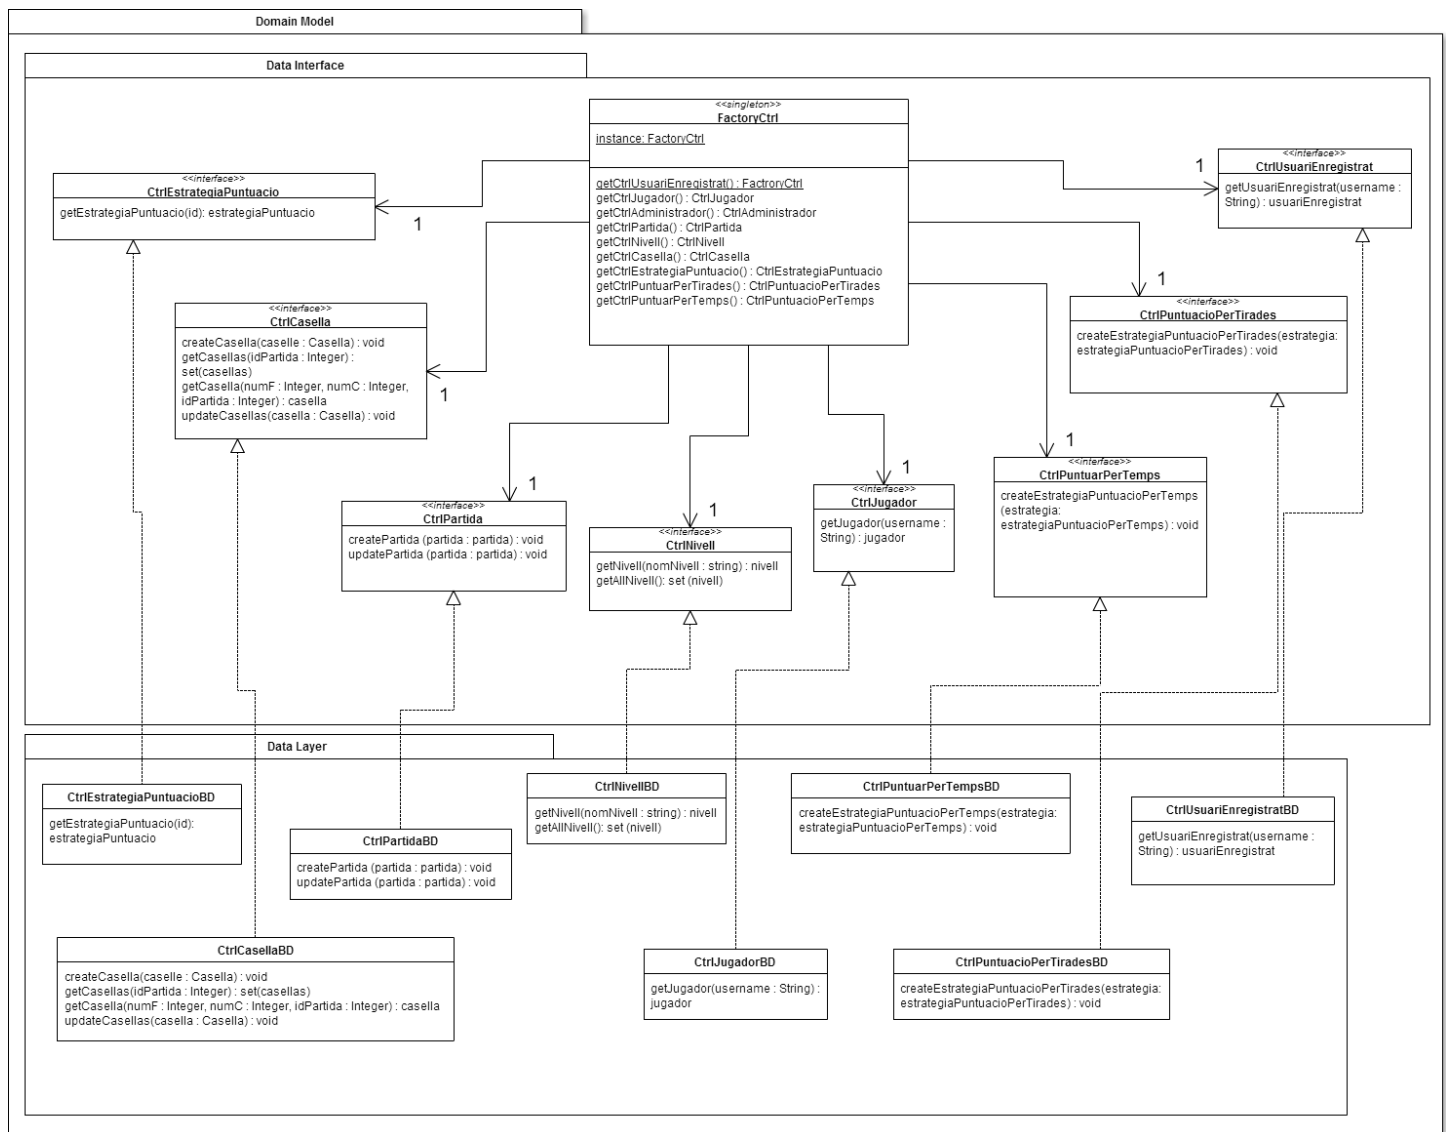 Domain Model
Data Interface
<<singleton>>
FactoryCtrl
instance: FactoryCtrl
getCtrlUsuariEnregistrat() : FactroryCtrl
getCtrlJugador() : CtrlJugador
getCtrlAdministrador() : CtrlAdministrador
getCtrlPartida() : CtrlPartida
getCtrlNivell() : CtrlNivell
getCtrlCasella() : CtrlCasella
getCtrlEstrategiaPuntuacio() : CtrlEstrategiaPuntuacio
getCtrlPuntuarPerTirades() : CtrlPuntuacioPerTirades
getCtrlPuntuarPerTemps() : CtrlPuntuacioPerTemps
<<interface>>
CtrlEstrategiaPuntuacio
getEstrategiaPuntuacio(id): estrategiaPuntuacio
1
<<interface>>
CtrlUsuariEnregistrat
getUsuariEnregistrat(username :
String) : usuariEnregistrat
1
<<interface>>
CtrlCasella
createCasella(caselle : Casella) : void
getCasellas(idPartida : Integer) :
set(casellas)
getCasella(numF : Integer, numC : Integer,
idPartida : Integer) : casella
updateCasellas(casella : Casella) : void
1
<<interface>>
CtrlPuntuacioPerTirades
createEstrategiaPuntuacioPerTirades(estrategia:
estrategiaPuntuacioPerTirades) : void
1
<<interface>>
CtrlPartida
createPartida (partida : partida) : void
updatePartida (partida : partida) : void
1
<<interface>>
CtrlNivell
getNivell(nomNivell : string) : nivell
getAllNivell(): set (nivell)
1
<<interface>>
CtrlJugador
getJugador(username :
String) : jugador
1
<<interface>>
CtrlPuntuarPerTemps
createEstrategiaPuntuacioPerTemps
(estrategia:
estrategiaPuntuacioPerTemps) : void
1
Data Layer
CtrlEstrategiaPuntuacioBD
getEstrategiaPuntuacio(id):
estrategiaPuntuacio
CtrlPartidaBD
createPartida (partida : partida) : void
updatePartida (partida : partida) : void
CtrlNivellBD
getNivell(nomNivell : string) : nivell
getAllNivell(): set (nivell)
CtrlPuntuarPerTempsBD
createEstrategiaPuntuacioPerTemps(estrategia:
estrategiaPuntuacioPerTemps) : void
CtrlUsuariEnregistratBD
getUsuariEnregistrat(username :
String) : usuariEnregistrat
CtrlCasellaBD
createCasella(caselle : Casella) : void
getCasellas(idPartida : Integer) : set(casellas)
getCasella(numF : Integer, numC : Integer, idPartida : Integer) : casella
updateCasellas(casella : Casella) : void
CtrlJugadorBD
getJugador(username : String) :
jugador
CtrlPuntuacioPerTiradesBD
createEstrategiaPuntuacioPerTirades(estrategia:
estrategiaPuntuacioPerTirades) : void